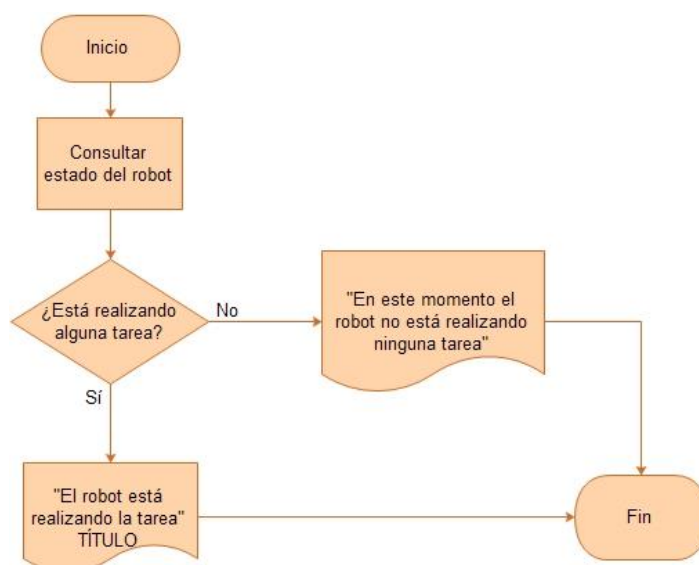 Inicio
Consultar
estado del robot
¿Está realizando
alguna tarea?
No
"En este momento el
robot no está realizando
ninguna tarea"
Sí
"El robot está
realizando la tarea"
TÍTULO
Fin